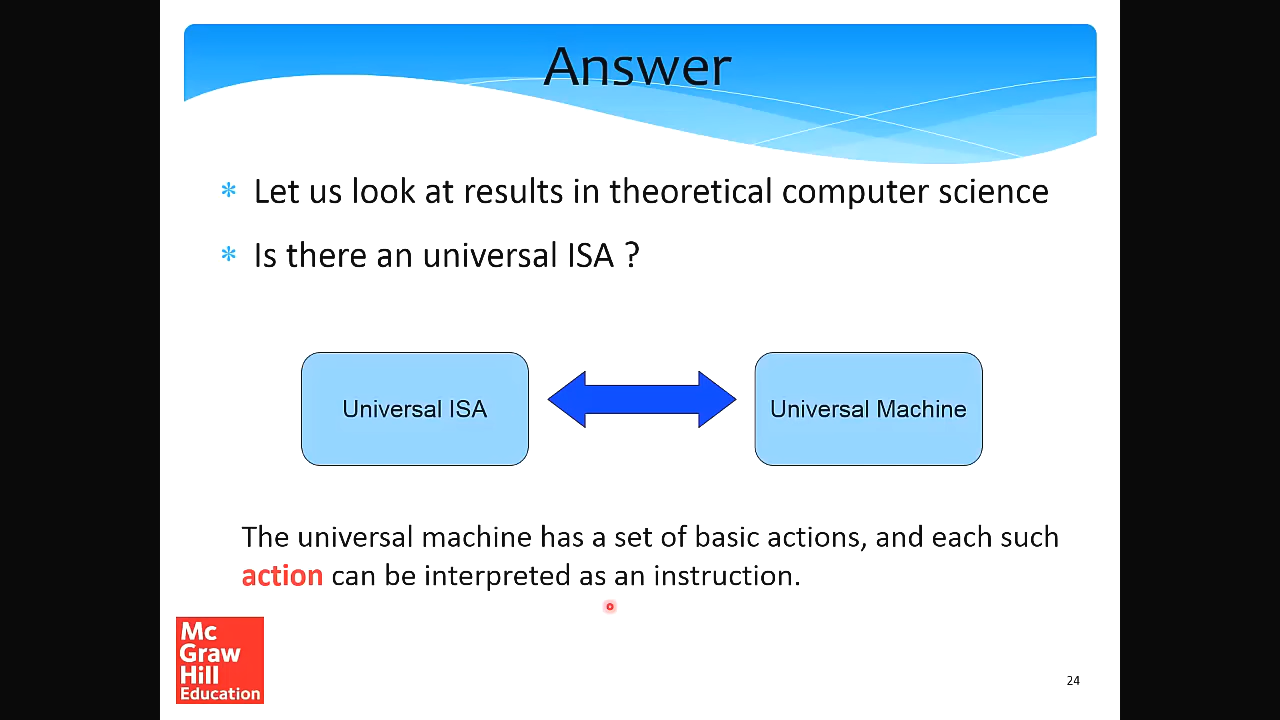 Answer
* Let us look at results in theoretical computer science
* Is there an universal ISA ?
Universal ISA
Universal Machine
The universal machine has a set of basic actions, and each such
action can be interpreted as an instruction.
Mc
Graw
Hill
Education
24